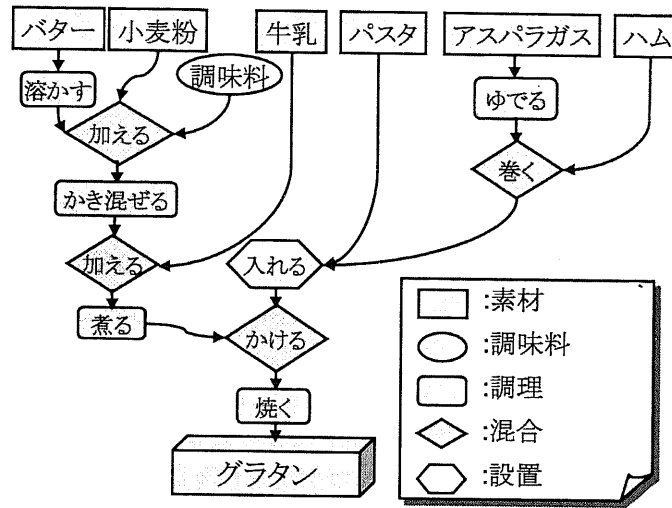 バター
小麦粉
牛乳
パスタ
アスパラガス
ハム
溶かす
調味料
ゆでる
加える
巻く
かき混ぜる
加える
入れる
煮る
かける
焼く
グラタン
:素材
:調味料
:調理
:混合
:設置